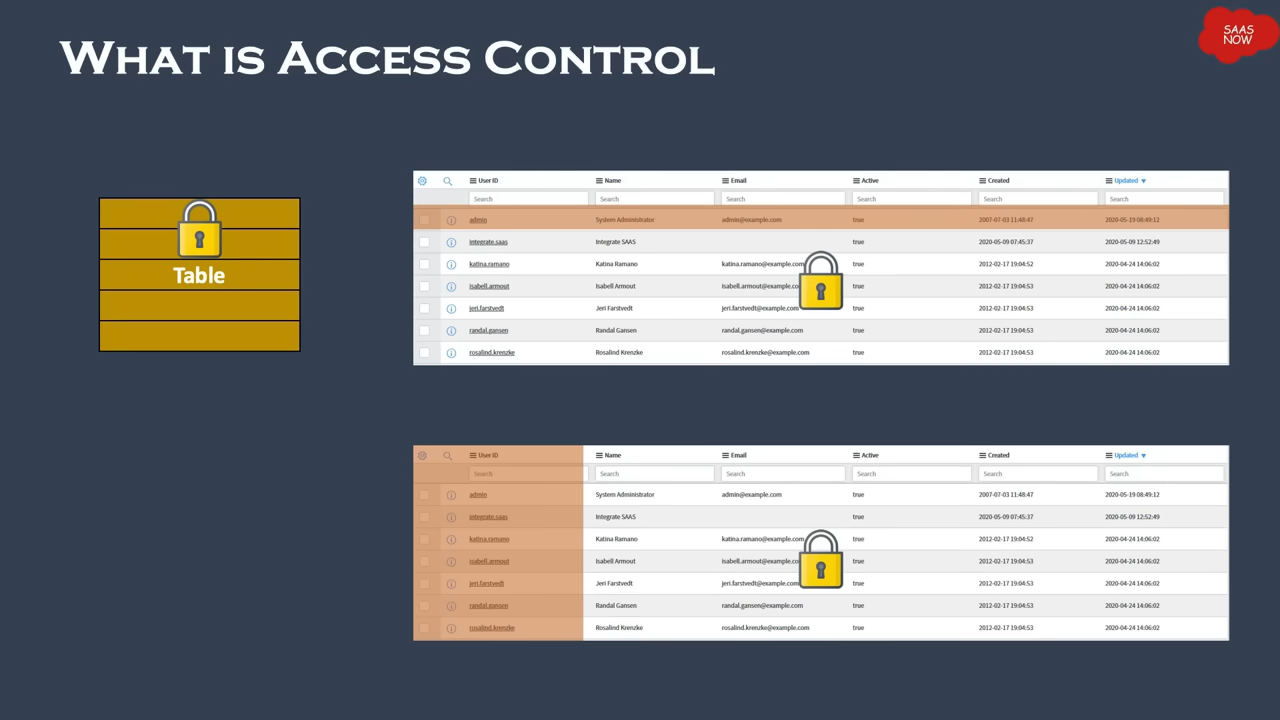 WHAT IS ACCESS CONTROL
SAAS
NOW
Table
User ID Name Email Active Created Updated
Search Search Search Search Search Search
admin System Administrator admin@example.com true 2007-07-03 11:48:47 2020-05-19 08:49:12
integrate.saas Integrate SAAS true 2020-05-09 07:45:37 2020-05-09 12:52:49
katina.ramano Katina Ramano katina.ramano@example.com true 2012-02-17 19:04:52 2020-04-24 14:06:02
isabell.armout Isabell Armout isabell.armout@example.co true 2012-02-17 19:04:53 2020-04-24 14:06:02
jeri.farstvedt Jeri Farstvedt jeri.farstvedt@example.com true 2012-02-17 19:04:53 2020-04-24 14:06:02
randal.gansen Randal Gansen randal.gansen@example.com true 2012-02-17 19:04:53 2020-04-24 14:06:02
rosalind.krenzke Rosalind Krenzke rosalind.krenzke@example.com true 2012-02-17 19:04:53 2020-04-24 14:06:02
User ID Name Email Active Created Updated
Search Search Search Search Search Search
admin System Administrator admin@example.com true 2007-07-03 11:48:47 2020-05-19 08:49:12
integrate.saas Integrate SAAS true 2020-05-09 07:45:37 2020-05-09 12:52:49
katina.ramano Katina Ramano katina.ramano@example.com true 2012-02-17 19:04:52 2020-04-24 14:06:02
isabell.armout Isabell Armout isabell.armout@example.co true 2012-02-17 19:04:53 2020-04-24 14:06:02
jeri.farstvedt Jeri Farstvedt jeri.farstvedt@example.com true 2012-02-17 19:04:53 2020-04-24 14:06:02
randal.gansen Randal Gansen randal.gansen@example.com true 2012-02-17 19:04:53 2020-04-24 14:06:02
rosalind.krenzke Rosalind Krenzke rosalind.krenzke@example.com true 2012-02-17 19:04:53 2020-04-24 14:06:02